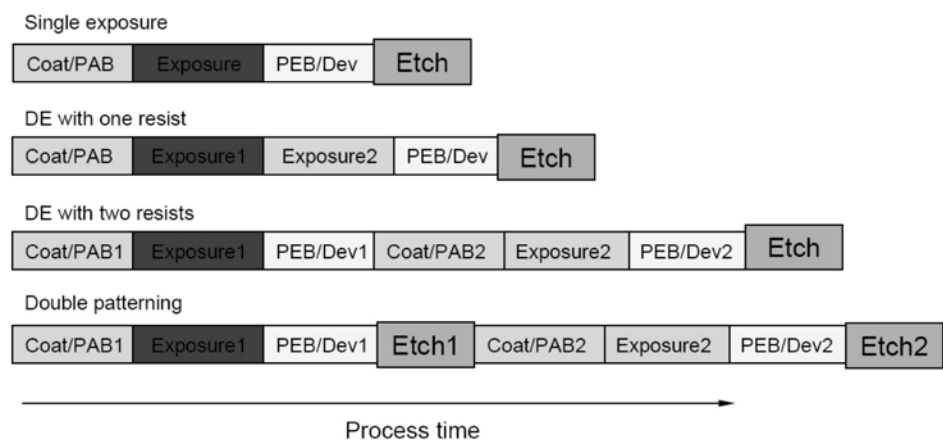 Single exposure
Coat/PAB Exposure PEB/Dev Etch
DE with one resist
Coat/PAB Exposure1 Exposure2 PEB/Dev Etch
DE with two resists
Coat/PAB1 Exposure1 PEB/Dev1 Coat/PAB2 Exposure2 PEB/Dev2 Etch
Double patterning
Coat/PAB1 Exposure1 PEB/Dev1 Etch1 Coat/PAB2 Exposure2 PEB/Dev2 Etch2
Process time